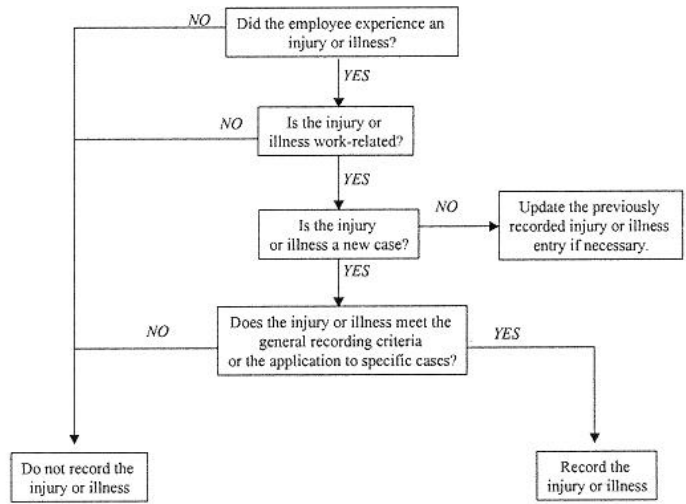 NO
Did the employee experience an
injury or illness?
YES
NO
Is the injury or
illness work-related?
YES
Is the injury
or illness a new case?
NO
Update the previously
recorded injury or illness
entry if necessary.
YES
NO
Does the injury or illness meet the
general recording criteria
or the application to specific cases?
YES
Do not record the
injury or illness
Record the
injury or illness